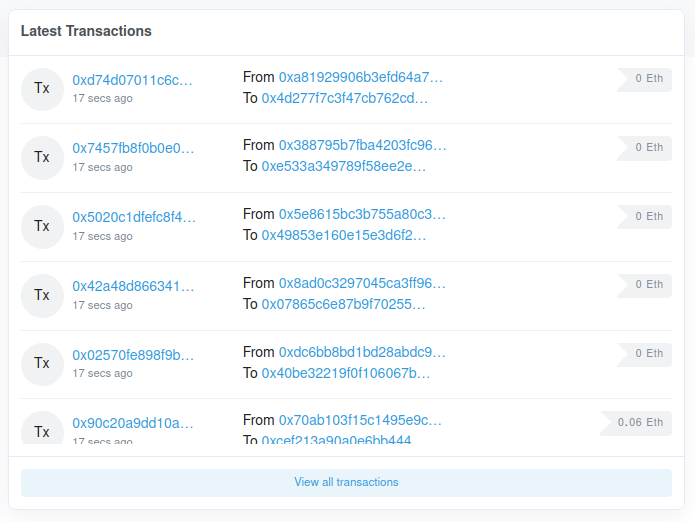 Latest Transactions
Tx
0xd74d07011c6c...
17 secs ago
From 0xa81929906b3efd64a7...
To 0x4d277f7c3f47cb762cd...
0 Eth
Tx
0x7457fb8f0b0e0...
17 secs ago
From 0x388795b7fba4203fc96...
To 0xe533a349789f58ee2e...
0 Eth
Tx
0x5020c1dfefc8f4...
17 secs ago
From 0x5e8615bc3b755a80c3...
To 0x49853e160e15e3d6f2...
0 Eth
Tx
0x42a48d866341...
17 secs ago
From 0x8ad0c3297045ca3ff96...
To 0x07865c6e87b9f70255...
0 Eth
Tx
0x02570fe898f9b...
17 secs ago
From 0xdc6bb8bd1bd28abdc9...
To 0x40be32219f0f106067b...
0 Eth
Tx
0x90c20a9dd10a...
17 secs ago
From 0x70ab103f15c1495e9c...
To 0xcef213a90a0e6bb444...
0.06 Eth
View all transactions